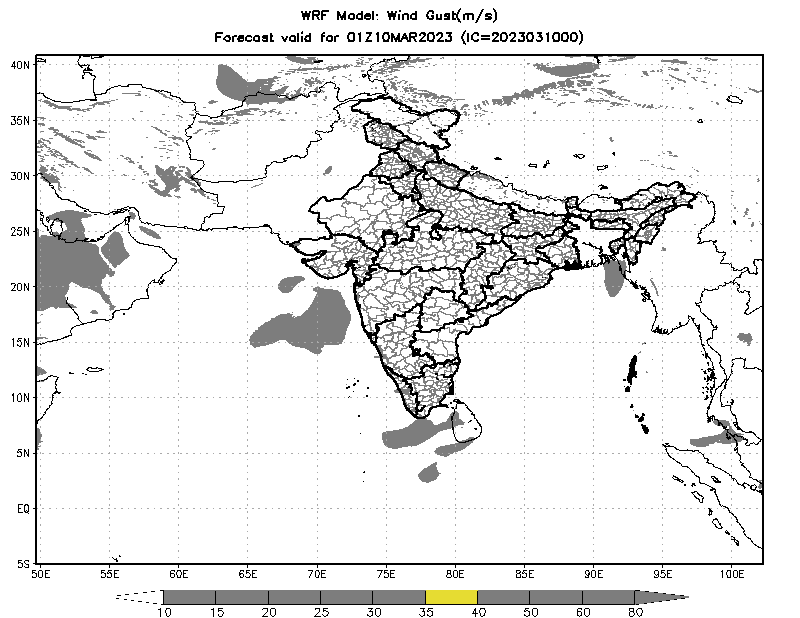 WRF Model: Wind Gust(m/s)
Forecast valid for 01Z10MAR2023 (IC=2023031000)
40N
35N
30N
25N
20N
15N
10N
5N
EQ
5S
50E 55E 60E 65E 70E 75E 80E 85E 90E 95E 100E
10 15 20 25 30 35 40 50 60 80